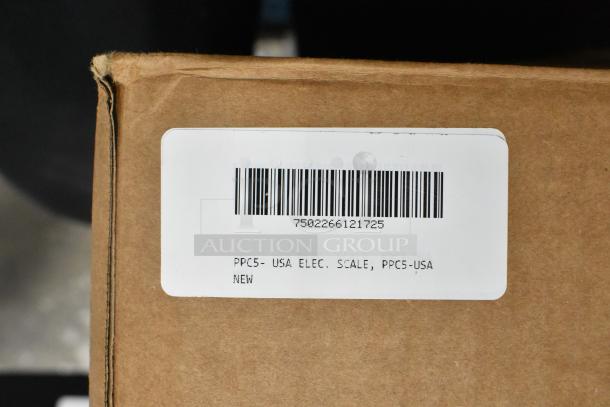 7502266121725
AUCTION GROUP
PPC5- USA ELEC. SCALE, PPC5-USA
NEW